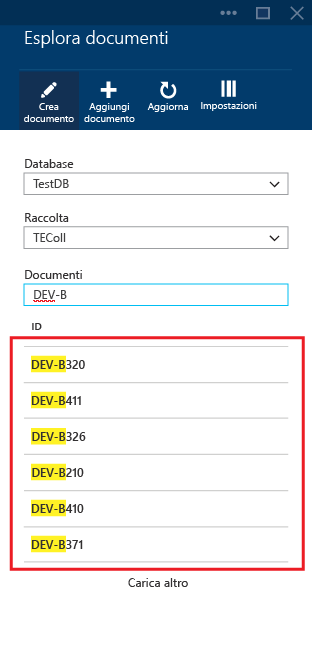 Esplora documenti
Crea documento
Aggiungi documento
Aggiorna
Impostazioni
Database
TestDB
Raccolta
TEColl
Documenti
DEV-B
ID
DEV-B320
DEV-B411
DEV-B326
DEV-B210
DEV-B410
DEV-B371
Carica altro